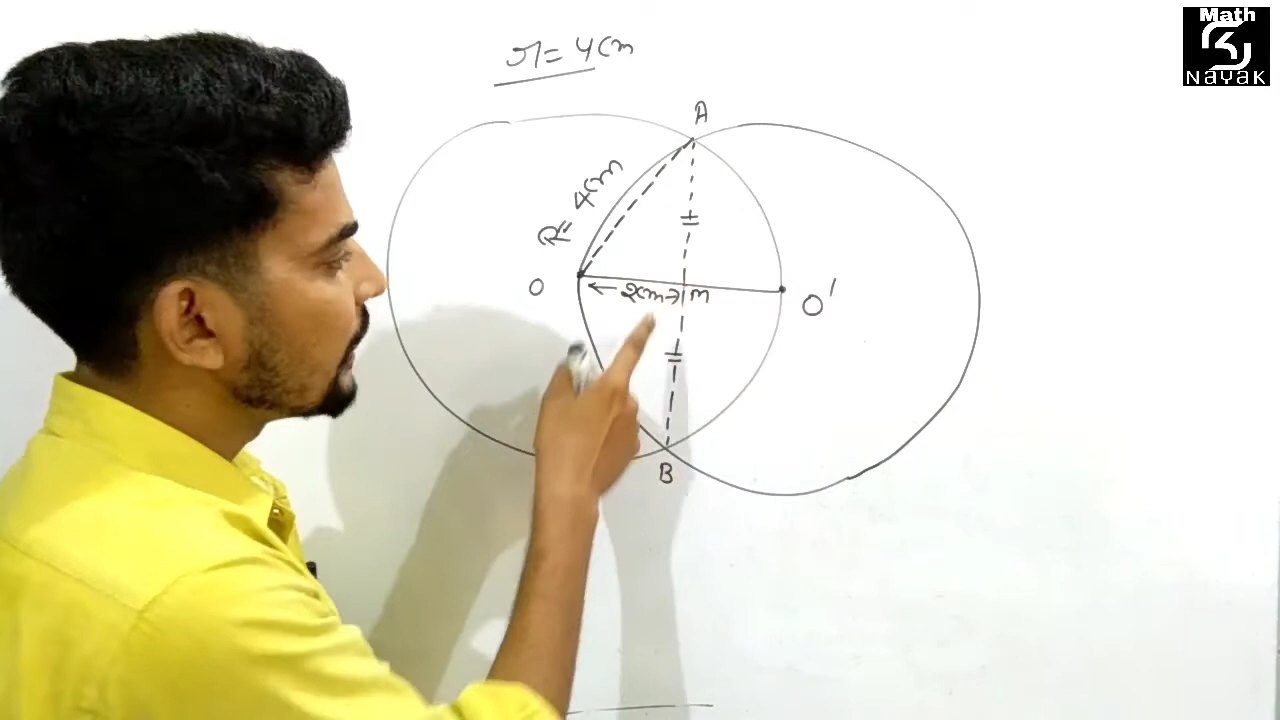 Math
Nayak
r = 4cm
A
R = 4cm
O
2cm
m
O'
B